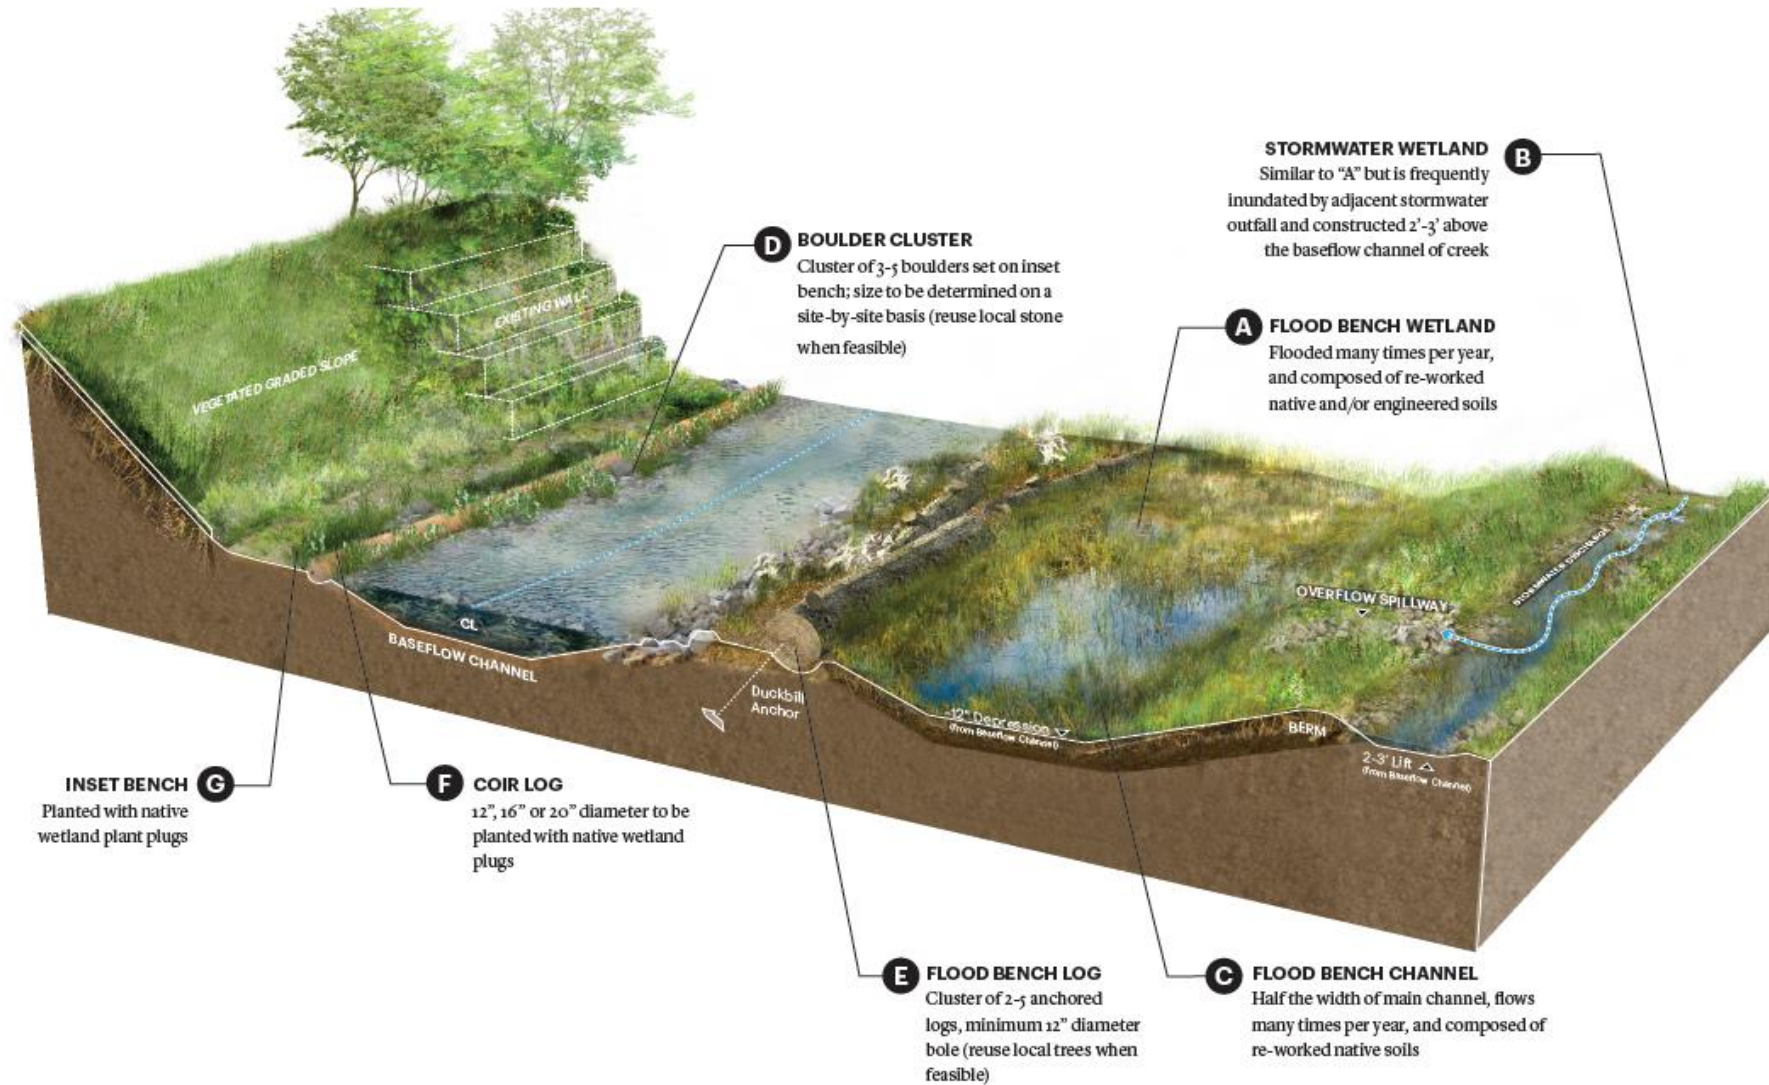 STORMWATER WETLAND
B
Similar to “A” but is frequently
inundated by adjacent stormwater
outfall and constructed 2’-3’ above
the baseflow channel of creek
D
BOULDER CLUSTER
Cluster of 3-5 boulders set on inset
bench; size to be determined on a
site-by-site basis (reuse local stone
when feasible)
A
FLOOD BENCH WETLAND
Flooded many times per year,
and composed of re-worked
native and/or engineered soils
EXISTING WALL
VEGETATED GRADED SLOPE
STORMWATER DISCHARGE
OVERFLOW SPILLWAY
CL
BASEFLOW CHANNEL
Duckbill
Anchor
-12" Depression
(from Baseflow Channel)
BERM
2-3' Lift
(from Baseflow Channel)
INSET BENCH
G
Planted with native
wetland plant plugs
F
COIR LOG
12”, 16” or 20” diameter to be
planted with native wetland
plugs
E
FLOOD BENCH LOG
Cluster of 2-5 anchored
logs, minimum 12” diameter
bole (reuse local trees when
feasible)
C
FLOOD BENCH CHANNEL
Half the width of main channel, flows
many times per year, and composed of
re-worked native soils